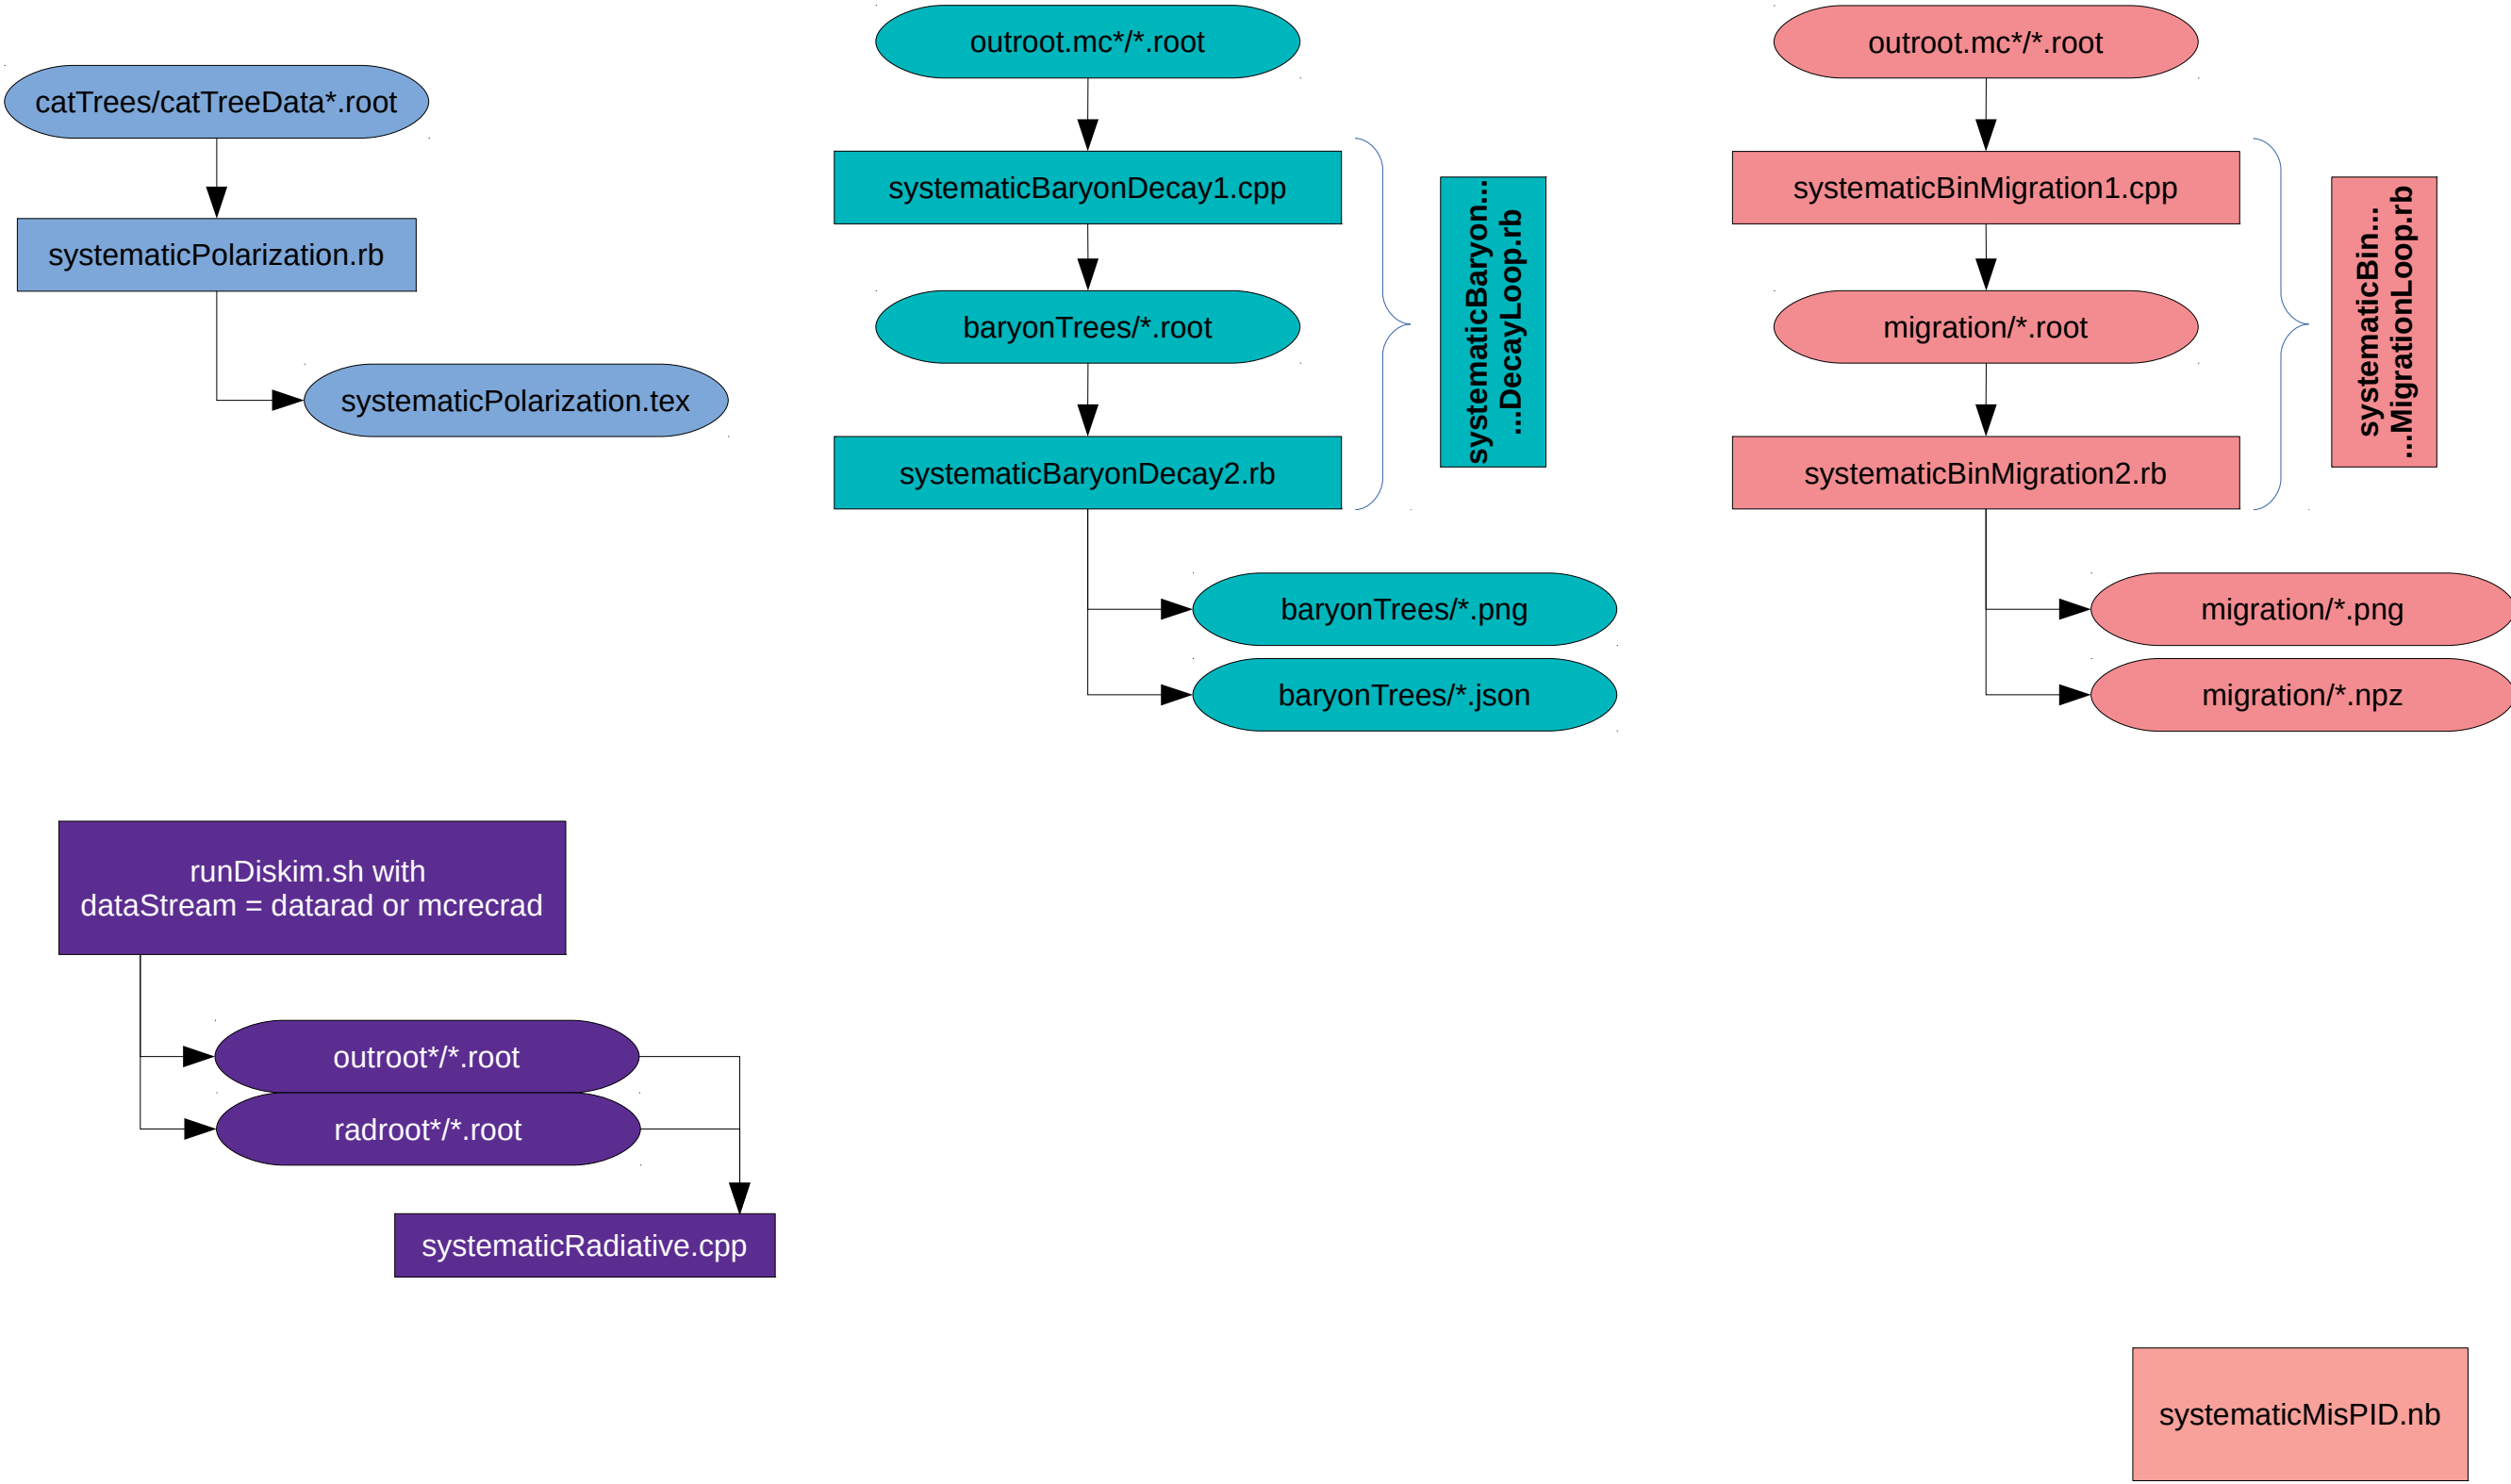 catTrees/catTreeData*.root
systematicPolarization.rb
systematicPolarization.tex
outroot.mc*/*.root
systematicBaryonDecay1.cpp
baryonTrees/*.root
systematicBaryonDecay2.rb
systematicBaryon...
...DecayLoop.rb
baryonTrees/*.png
baryonTrees/*.json
outroot.mc*/*.root
systematicBinMigration1.cpp
migration/*.root
systematicBinMigration2.rb
systematicBin...
...MigrationLoop.rb
migration/*.png
migration/*.npz
runDiskim.sh with
dataStream = datarad or mcrecrad
outroot*/*.root
radroot*/*.root
systematicRadiative.cpp
systematicMisPID.nb